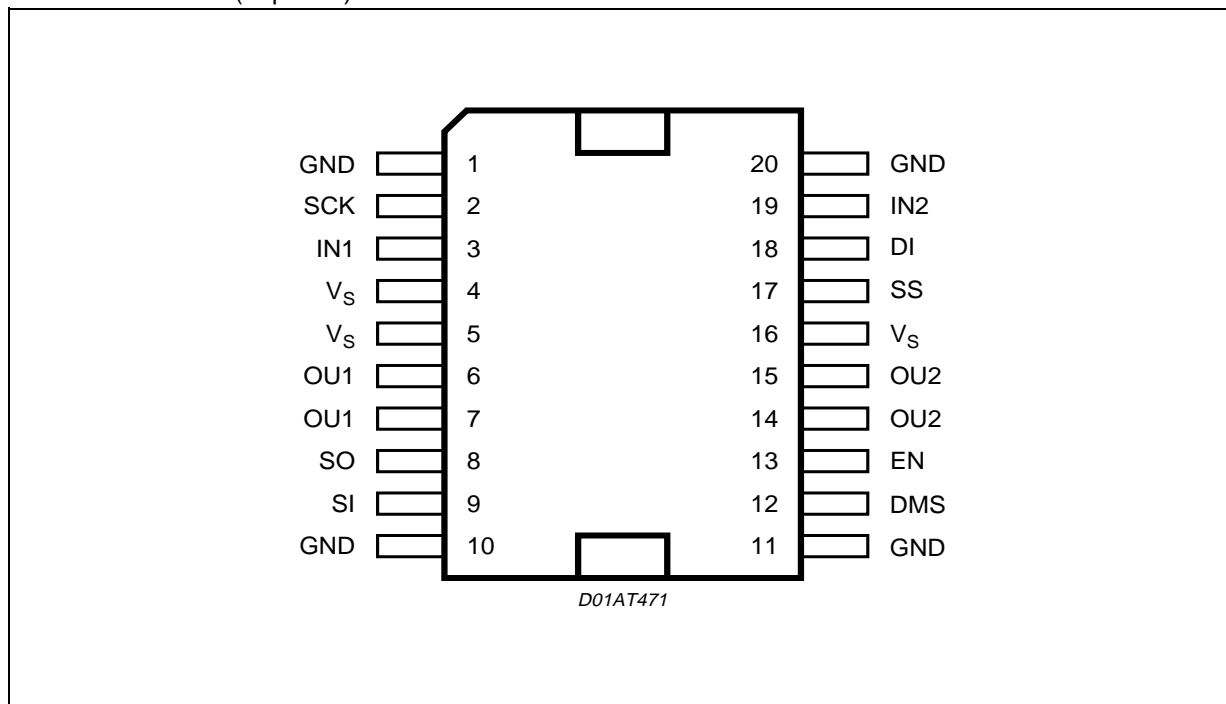 GND 1 20 GND
SCK 2 19 IN2
IN1 3 18 DI
VS 4 17 SS
VS 5 16 VS
OU1 6 15 OU2
OU1 7 14 OU2
SO 8 13 EN
SI 9 12 DMS
GND 10 11 GND
D01AT471